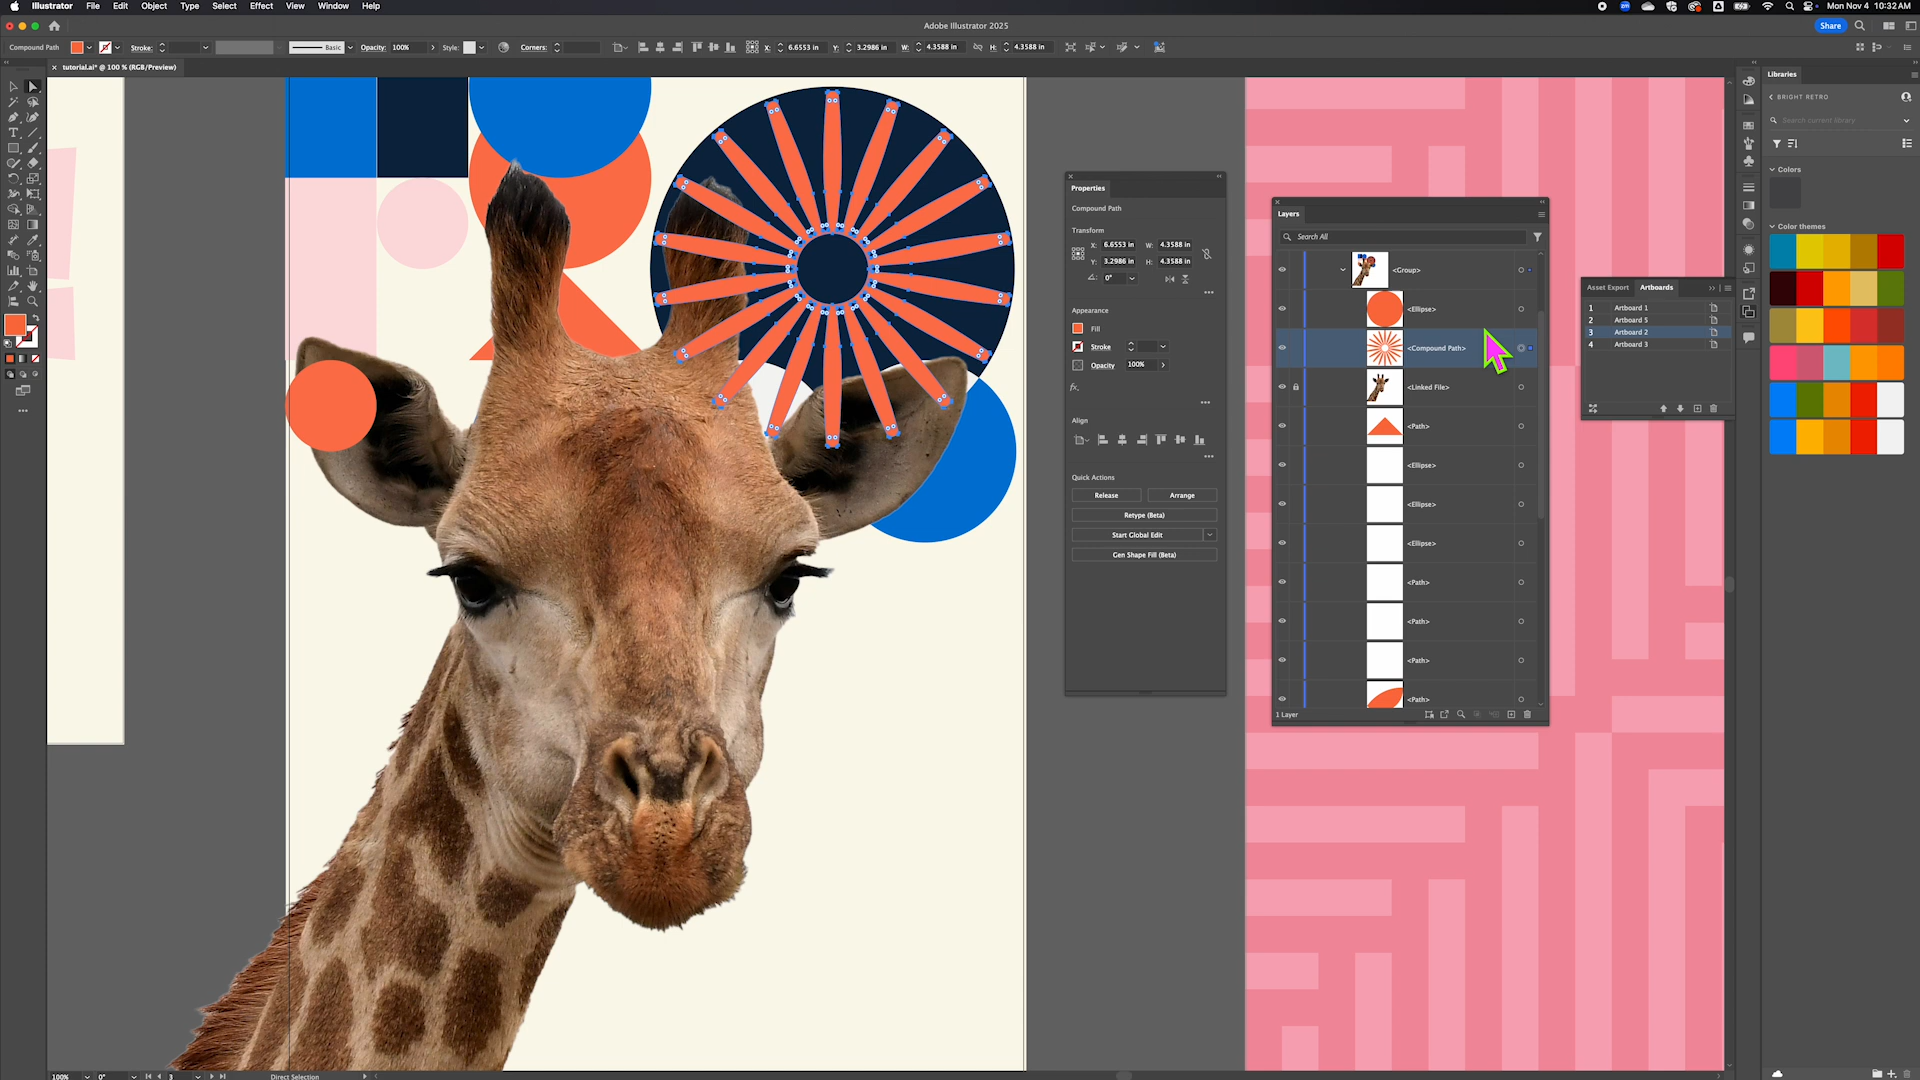 Illustrator File Edit Object Type Select Effect View Window Help Mon Nov 4 10:32 AM
Adobe Illustrator 2025 Share
Compound Path Stroke: Basic Opacity: 100% Style: Corners: X: 6.6553 in Y: 3.2986 in W: 4.3588 in H: 4.3588 in
tutorial.ai* @ 100 % (RGB/Preview)
Properties
Compound Path
Transform
X: 6.6553 in W: 4.3588 in
Y: 3.2986 in H: 4.3588 in
0°
Appearance
Fill
Stroke
Opacity 100%
fx.
Align
Quick Actions
Release Arrange
Retype (Beta)
Start Global Edit
Gen Shape Fill (Beta)
Layers
Search All
<Group>
<Ellipse>
<Compound Path>
<Linked File>
<Path>
<Ellipse>
<Ellipse>
<Ellipse>
<Path>
<Path>
<Path>
<Path>
1 Layer
Asset Export Artboards
1 Artboard 1
2 Artboard 5
3 Artboard 2
4 Artboard 3
Libraries
BRIGHT RETRO
Search current library
Colors
Color themes
100% 0° 3 Direct Selection